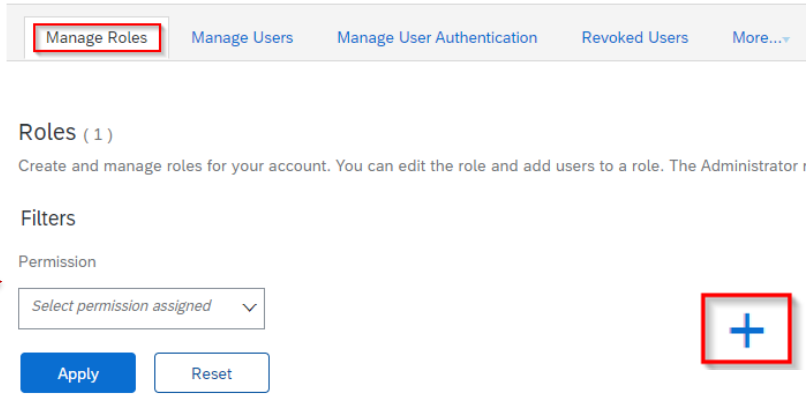 Manage Roles Manage Users Manage User Authentication Revoked Users More...
Roles (1)
Create and manage roles for your account. You can edit the role and add users to a role. The Administrator
Filters
Permission
Select permission assigned
Apply Reset